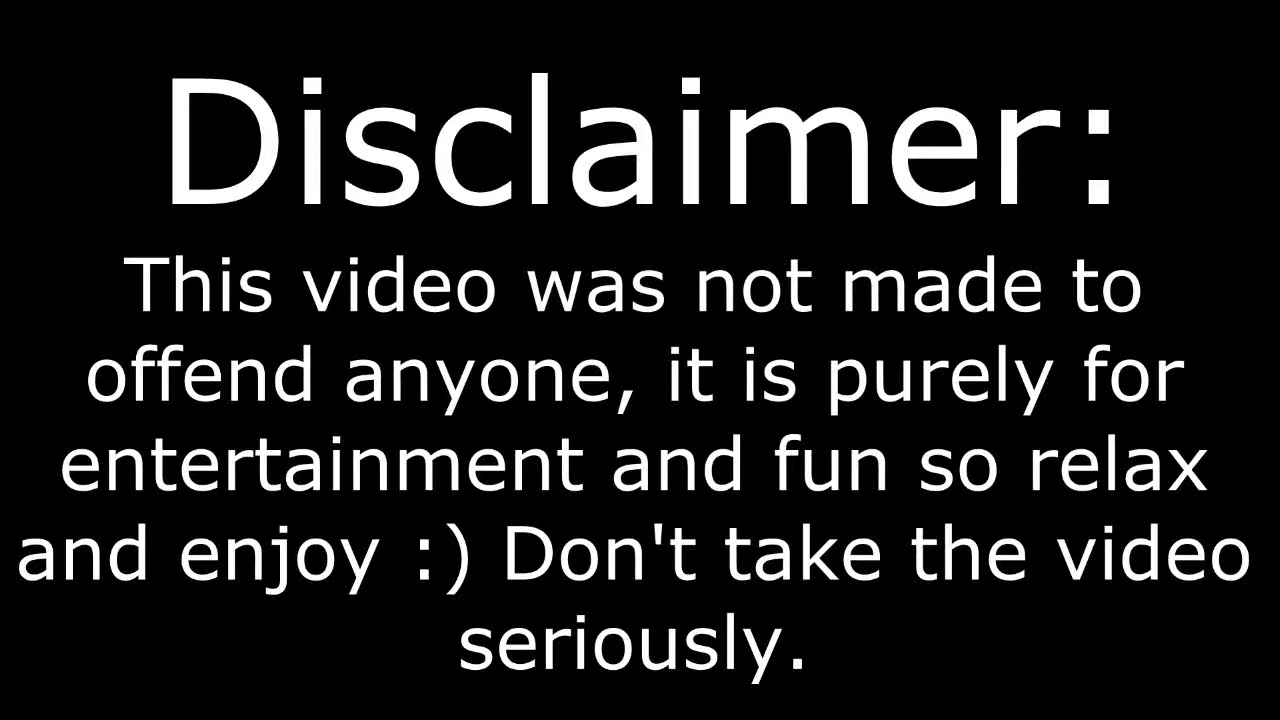 Disclaimer:
This video was not made to
offend anyone, it is purely for
entertainment and fun so relax
and enjoy :) Don't take the video
seriously.